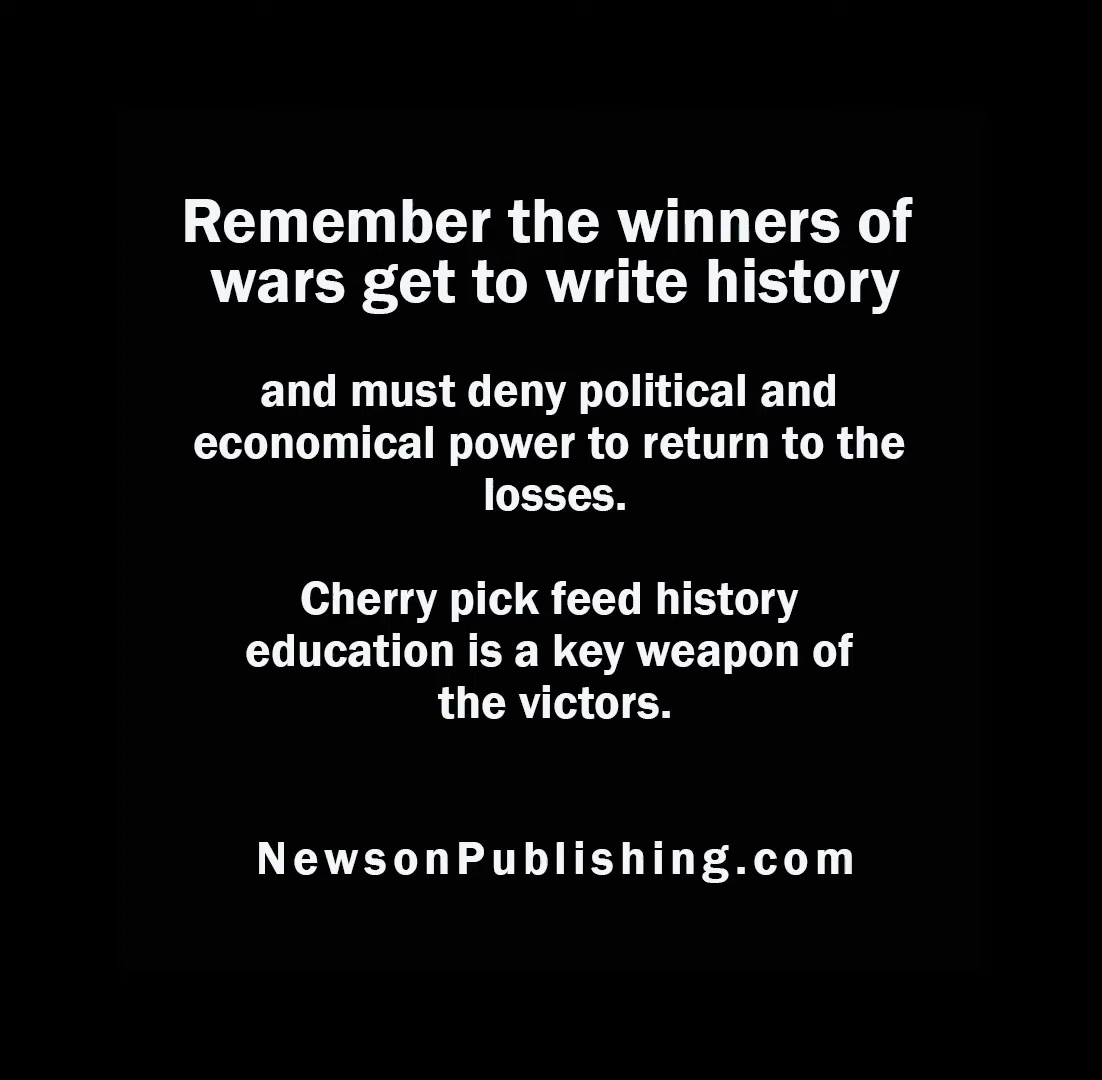 Remember the winners of
wars get to write history
and must deny political and
economical power to return to the
losses.
Cherry pick feed history
education is a key weapon of
the victors.
NewsonPublishing.com